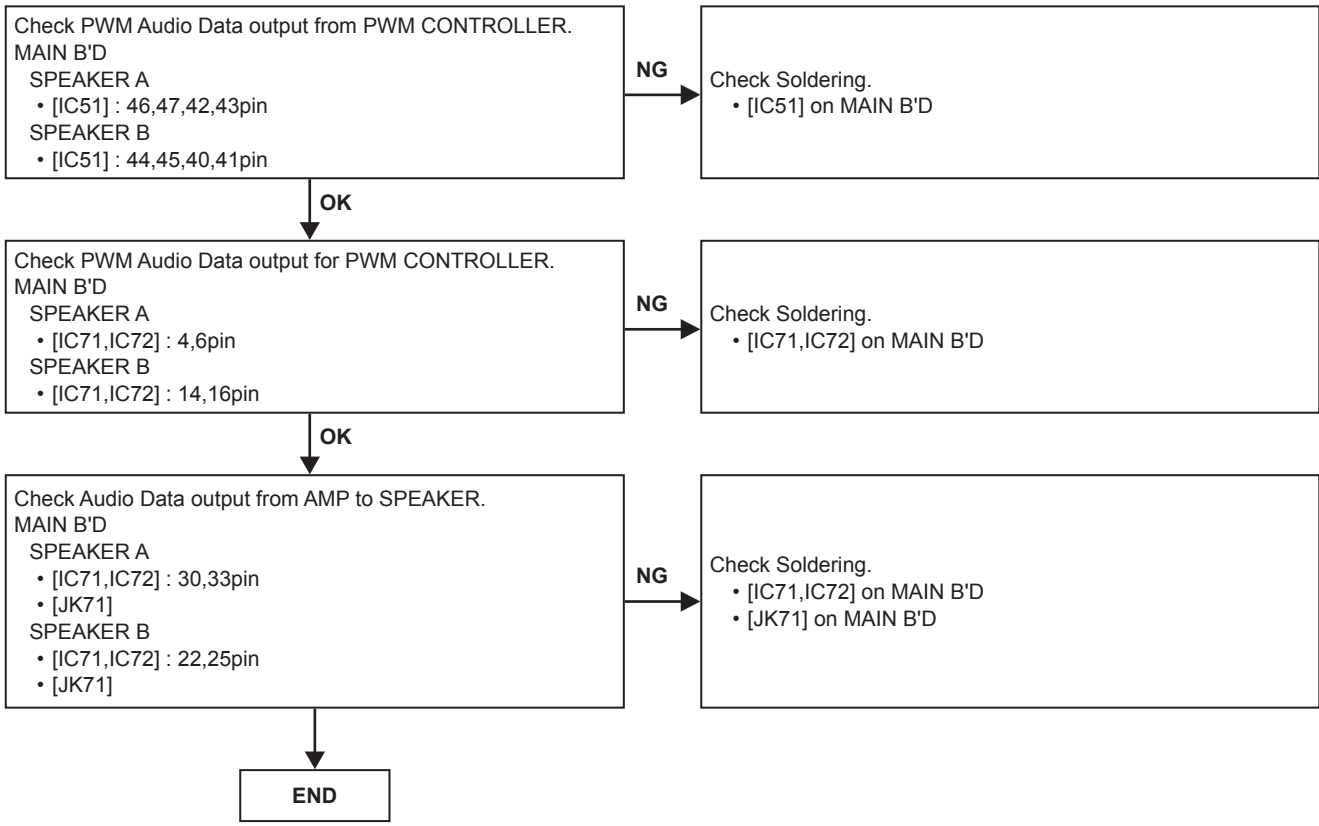 Check PWM Audio Data output from PWM CONTROLLER.
MAIN B'D
SPEAKER A
• [IC51] : 46,47,42,43pin
SPEAKER B
• [IC51] : 44,45,40,41pin
NG
Check Soldering.
• [IC51] on MAIN B'D
OK
Check PWM Audio Data output for PWM CONTROLLER.
MAIN B'D
SPEAKER A
• [IC71,IC72] : 4,6pin
SPEAKER B
• [IC71,IC72] : 14,16pin
NG
Check Soldering.
• [IC71,IC72] on MAIN B'D
OK
Check Audio Data output from AMP to SPEAKER.
MAIN B'D
SPEAKER A
• [IC71,IC72] : 30,33pin
• [JK71]
SPEAKER B
• [IC71,IC72] : 22,25pin
• [JK71]
NG
Check Soldering.
• [IC71,IC72] on MAIN B'D
• [JK71] on MAIN B'D
END